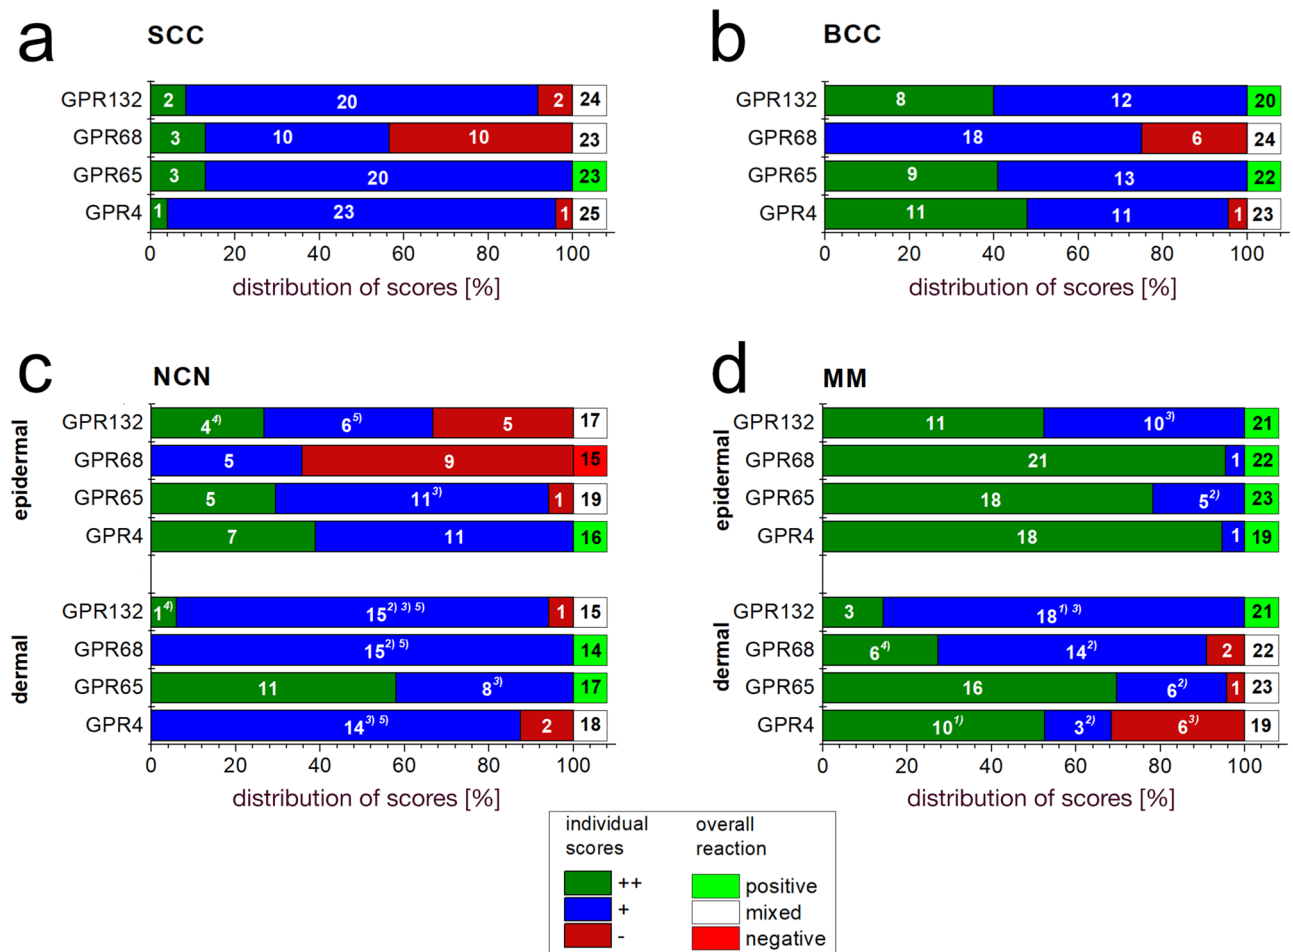 a SCC
GPR132 2 20 2 24
GPR68 3 10 10 23
GPR65 3 20 23
GPR4 1 23 1 25
0 20 40 60 80 100
distribution of scores [%]
b BCC
GPR132 8 12 20
GPR68 18 6 24
GPR65 9 13 22
GPR4 11 11 1 23
0 20 40 60 80 100
distribution of scores [%]
c NCN
epidermal
GPR132 4⁴⁾ 6⁵⁾ 5 17
GPR68 5 9 15
GPR65 5 11³⁾ 1 19
GPR4 7 11 16
dermal
GPR132 1⁴⁾ 15²⁾ ³⁾ ⁵⁾ 1 15
GPR68 15²⁾ ⁵⁾ 14
GPR65 11 8³⁾ 17
GPR4 14³⁾ ⁵⁾ 2 18
0 20 40 60 80 100
distribution of scores [%]
d MM
epidermal
GPR132 11 10³⁾ 21
GPR68 21 1 22
GPR65 18 5²⁾ 23
GPR4 18 1 19
dermal
GPR132 3 18¹⁾ ³⁾ 21
GPR68 6⁴⁾ 14²⁾ 2 22
GPR65 16 6²⁾ 1 23
GPR4 10¹⁾ 3²⁾ 6³⁾ 19
0 20 40 60 80 100
distribution of scores [%]
individual overall
scores reaction
++ positive
+ mixed
- negative